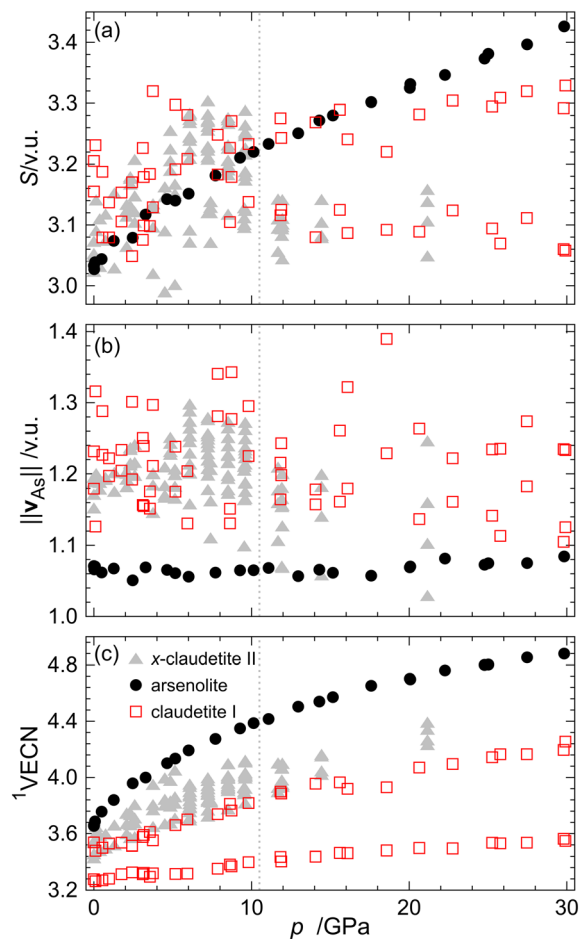 (a)
S/v.u.
3.4
3.3
3.2
3.1
3.0
(b)
||v_As|| /v.u.
1.4
1.3
1.2
1.1
1.0
(c)
¹VECN
4.8
4.4
4.0
3.6
3.2
x-claudetite II
arsenolite
claudetite I
0 10 20 30
p /GPa